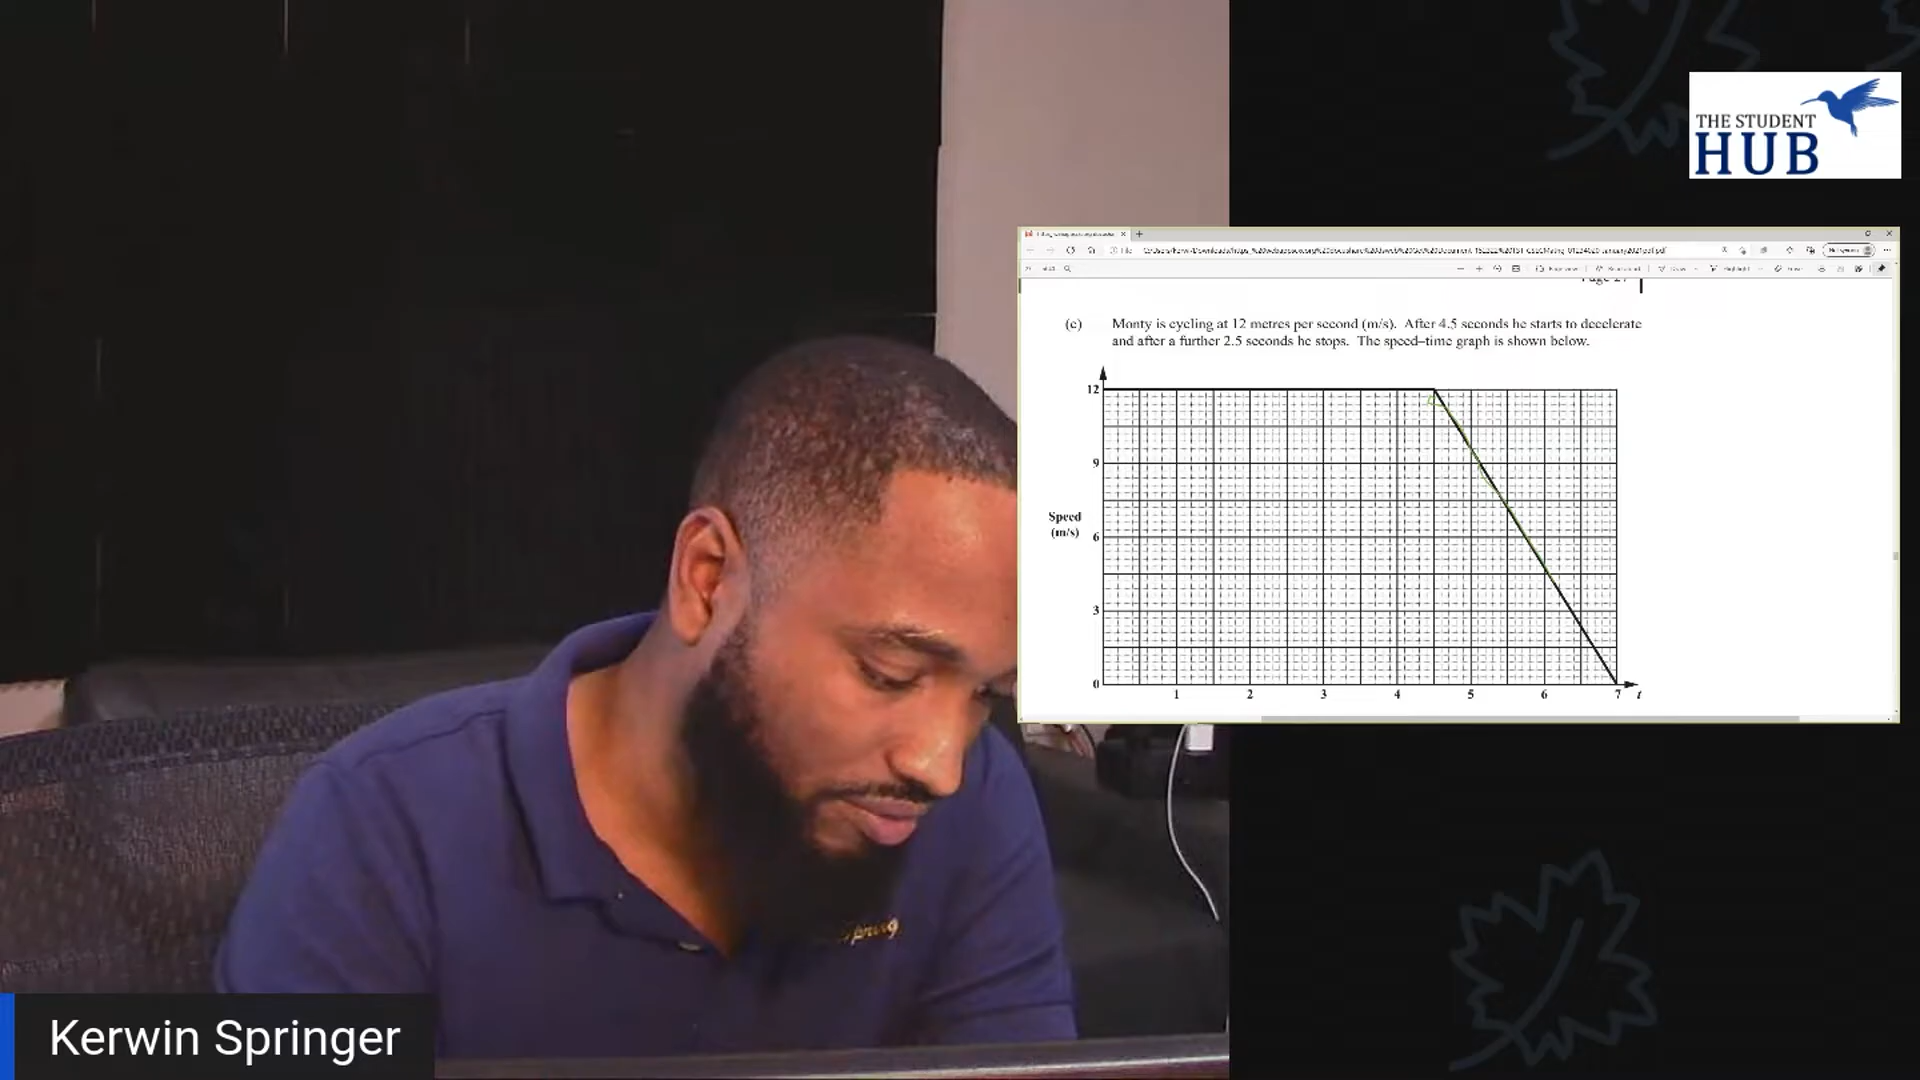 THE STUDENT
HUB
(c) Monty is cycling at 12 metres per second (m/s). After 4.5 seconds he starts to decelerate
and after a further 2.5 seconds he stops. The speed–time graph is shown below.
12
9
Speed
(m/s)
6
3
0
1 2 3 4 5 6 7 t
Kerwin Springer